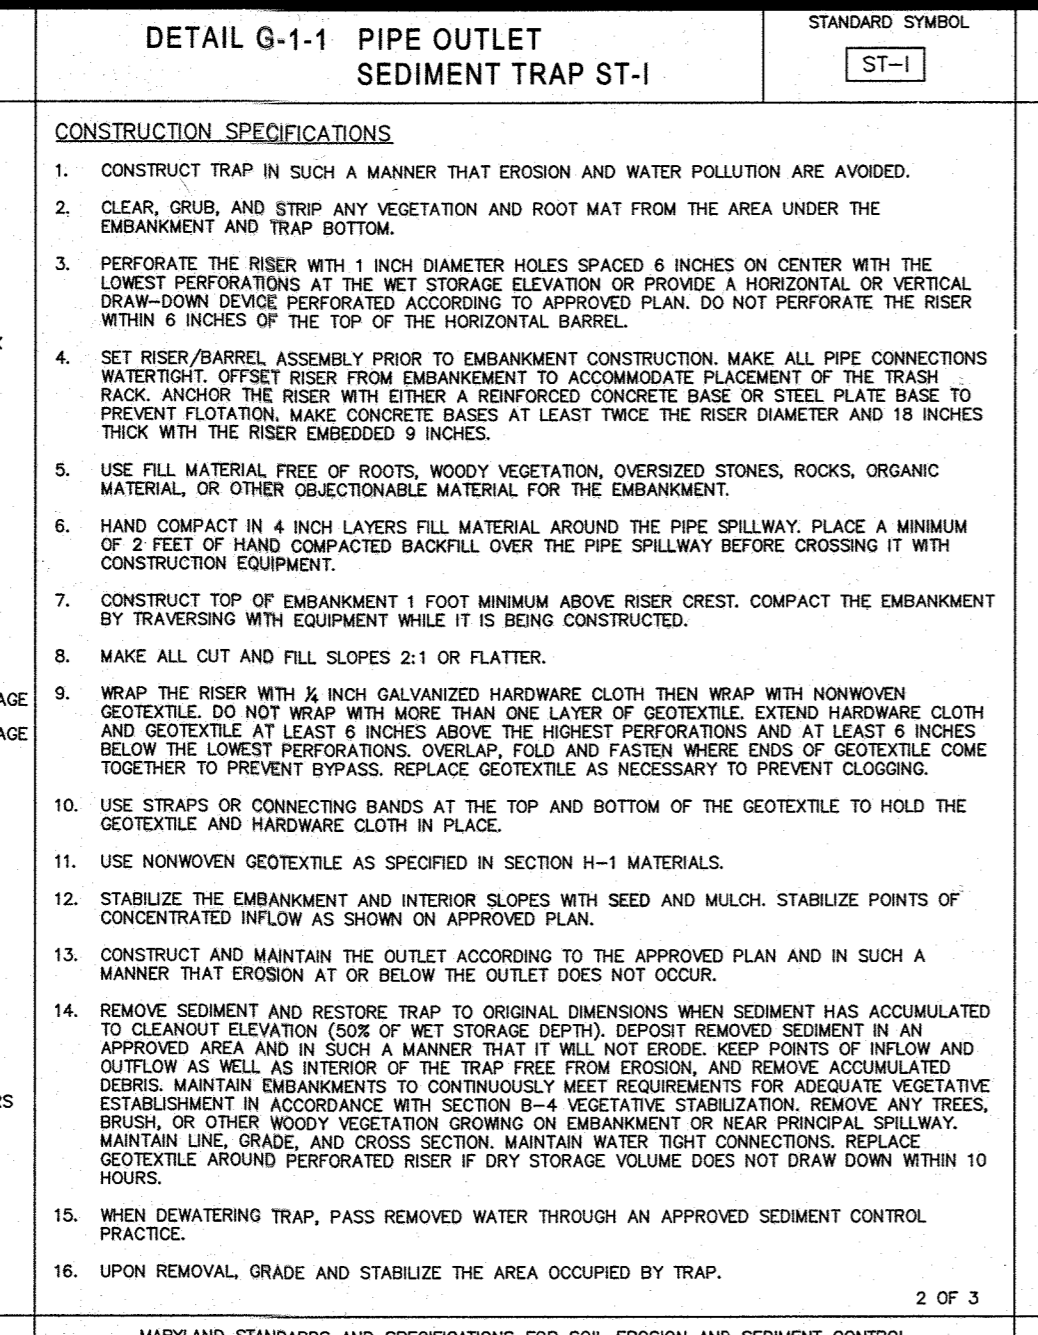 DETAIL G-1-1 PIPE OUTLET
SEDIMENT TRAP ST-I
STANDARD SYMBOL
ST-I
CONSTRUCTION SPECIFICATIONS
1. CONSTRUCT TRAP IN SUCH A MANNER THAT EROSION AND WATER POLLUTION ARE AVOIDED.
2. CLEAR, GRUB, AND STRIP ANY VEGETATION AND ROOT MAT FROM THE AREA UNDER THE
EMBANKMENT AND TRAP BOTTOM.
3. PERFORATE THE RISER WITH 1 INCH DIAMETER HOLES SPACED 6 INCHES ON CENTER WITH THE
LOWEST PERFORATIONS AT THE WET STORAGE ELEVATION OR PROVIDE A HORIZONTAL OR VERTICAL
DRAW-DOWN DEVICE PERFORATED ACCORDING TO APPROVED PLAN. DO NOT PERFORATE THE RISER
WITHIN 6 INCHES OF THE TOP OF THE HORIZONTAL BARREL.
4. SET RISER/BARREL ASSEMBLY PRIOR TO EMBANKMENT CONSTRUCTION. MAKE ALL PIPE CONNECTIONS
WATERTIGHT. OFFSET RISER FROM EMBANKEMENT TO ACCOMMODATE PLACEMENT OF THE TRASH
RACK. ANCHOR THE RISER WITH EITHER A REINFORCED CONCRETE BASE OR STEEL PLATE BASE TO
PREVENT FLOTATION. MAKE CONCRETE BASES AT LEAST TWICE THE RISER DIAMETER AND 18 INCHES
THICK WITH THE RISER EMBEDDED 9 INCHES.
5. USE FILL MATERIAL FREE OF ROOTS, WOODY VEGETATION, OVERSIZED STONES, ROCKS, ORGANIC
MATERIAL, OR OTHER OBJECTIONABLE MATERIAL FOR THE EMBANKMENT.
6. HAND COMPACT IN 4 INCH LAYERS FILL MATERIAL AROUND THE PIPE SPILLWAY. PLACE A MINIMUM
OF 2 FEET OF HAND COMPACTED BACKFILL OVER THE PIPE SPILLWAY BEFORE CROSSING IT WITH
CONSTRUCTION EQUIPMENT.
7. CONSTRUCT TOP OF EMBANKMENT 1 FOOT MINIMUM ABOVE RISER CREST. COMPACT THE EMBANKMENT
BY TRAVERSING WITH EQUIPMENT WHILE IT IS BEING CONSTRUCTED.
8. MAKE ALL CUT AND FILL SLOPES 2:1 OR FLATTER.
AGE
AGE
9. WRAP THE RISER WITH ¼ INCH GALVANIZED HARDWARE CLOTH THEN WRAP WITH NONWOVEN
GEOTEXTILE. DO NOT WRAP WITH MORE THAN ONE LAYER OF GEOTEXTILE. EXTEND HARDWARE CLOTH
AND GEOTEXTILE AT LEAST 6 INCHES ABOVE THE HIGHEST PERFORATIONS AND AT LEAST 6 INCHES
BELOW THE LOWEST PERFORATIONS. OVERLAP, FOLD AND FASTEN WHERE ENDS OF GEOTEXTILE COME
TOGETHER TO PREVENT BYPASS. REPLACE GEOTEXTILE AS NECESSARY TO PREVENT CLOGGING.
10. USE STRAPS OR CONNECTING BANDS AT THE TOP AND BOTTOM OF THE GEOTEXTILE TO HOLD THE
GEOTEXTILE AND HARDWARE CLOTH IN PLACE.
11. USE NONWOVEN GEOTEXTILE AS SPECIFIED IN SECTION H-1 MATERIALS.
12. STABILIZE THE EMBANKMENT AND INTERIOR SLOPES WITH SEED AND MULCH. STABILIZE POINTS OF
CONCENTRATED INFLOW AS SHOWN ON APPROVED PLAN.
13. CONSTRUCT AND MAINTAIN THE OUTLET ACCORDING TO THE APPROVED PLAN AND IN SUCH A
MANNER THAT EROSION AT OR BELOW THE OUTLET DOES NOT OCCUR.
14. REMOVE SEDIMENT AND RESTORE TRAP TO ORIGINAL DIMENSIONS WHEN SEDIMENT HAS ACCUMULATED
TO CLEANOUT ELEVATION (50% OF WET STORAGE DEPTH). DEPOSIT REMOVED SEDIMENT IN AN
APPROVED AREA AND IN SUCH A MANNER THAT IT WILL NOT ERODE. KEEP POINTS OF INFLOW AND
OUTFLOW AS WELL AS INTERIOR OF THE TRAP FREE FROM EROSION, AND REMOVE ACCUMULATED
DEBRIS. MAINTAIN EMBANKMENTS TO CONTINUOUSLY MEET REQUIREMENTS FOR ADEQUATE VEGETATIVE
ESTABLISHMENT IN ACCORDANCE WITH SECTION B-4 VEGETATIVE STABILIZATION. REMOVE ANY TREES,
BRUSH, OR OTHER WOODY VEGETATION GROWING ON EMBANKMENT OR NEAR PRINCIPAL SPILLWAY.
MAINTAIN LINE, GRADE, AND CROSS SECTION. MAINTAIN WATER TIGHT CONNECTIONS. REPLACE
GEOTEXTILE AROUND PERFORATED RISER IF DRY STORAGE VOLUME DOES NOT DRAW DOWN WITHIN 10
HOURS.
15. WHEN DEWATERING TRAP, PASS REMOVED WATER THROUGH AN APPROVED SEDIMENT CONTROL
PRACTICE.
16. UPON REMOVAL, GRADE AND STABILIZE THE AREA OCCUPIED BY TRAP.
2 OF 3
MARYLAND STANDARDS AND SPECIFICATIONS FOR SOIL EROSION AND SEDIMENT CONTROL